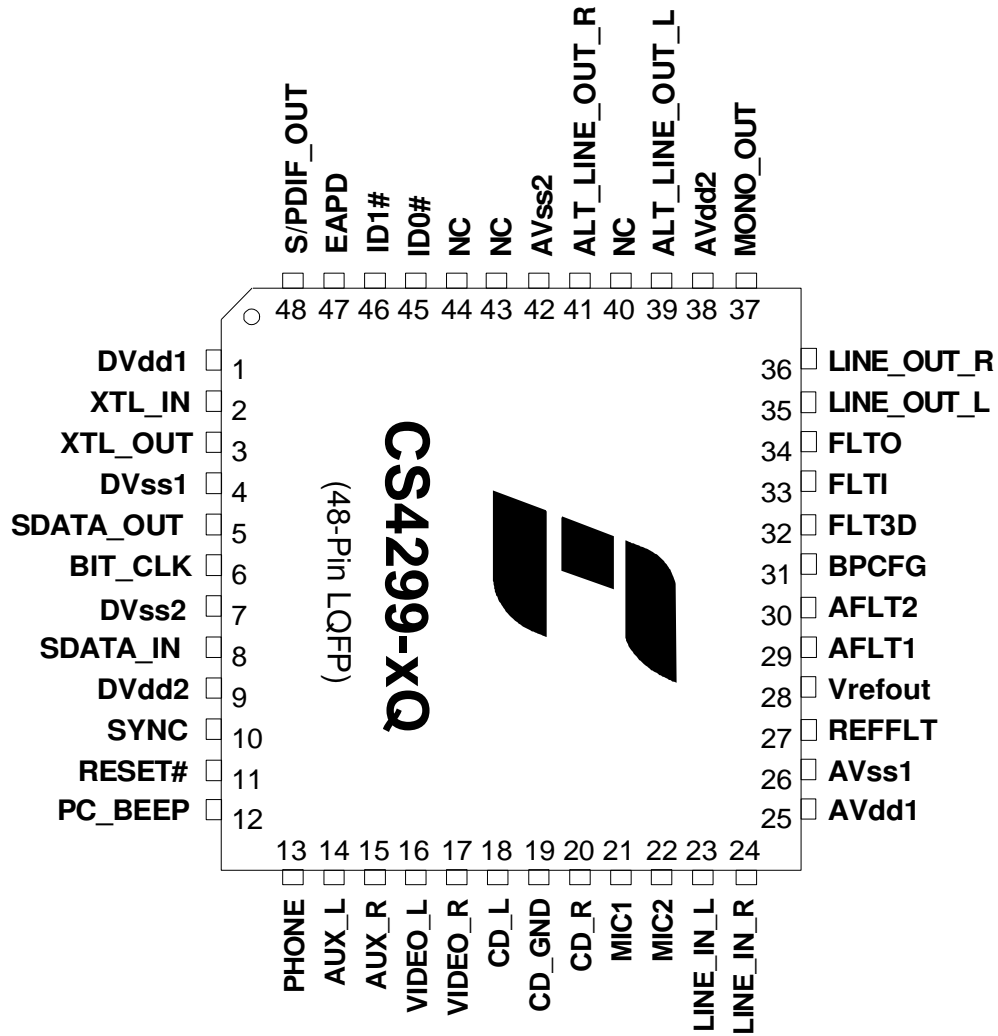 S/PDIF_OUT
EAPD
ID1#
ID0#
NC
NC
AVss2
ALT_LINE_OUT_R
NC
ALT_LINE_OUT_L
AVdd2
MONO_OUT
48 47 46 45 44 43 42 41 40 39 38 37
DVdd1 1
XTL_IN 2
XTL_OUT 3
DVss1 4
SDATA_OUT 5
BIT_CLK 6
DVss2 7
SDATA_IN 8
DVdd2 9
SYNC 10
RESET# 11
PC_BEEP 12
CS4299-xQ
(48-Pin LQFP)
36 LINE_OUT_R
35 LINE_OUT_L
34 FLTO
33 FLTI
32 FLT3D
31 BPCFG
30 AFLT2
29 AFLT1
28 Vrefout
27 REFFLT
26 AVss1
25 AVdd1
13 14 15 16 17 18 19 20 21 22 23 24
PHONE
AUX_L
AUX_R
VIDEO_L
VIDEO_R
CD_L
CD_GND
CD_R
MIC1
MIC2
LINE_IN_L
LINE_IN_R